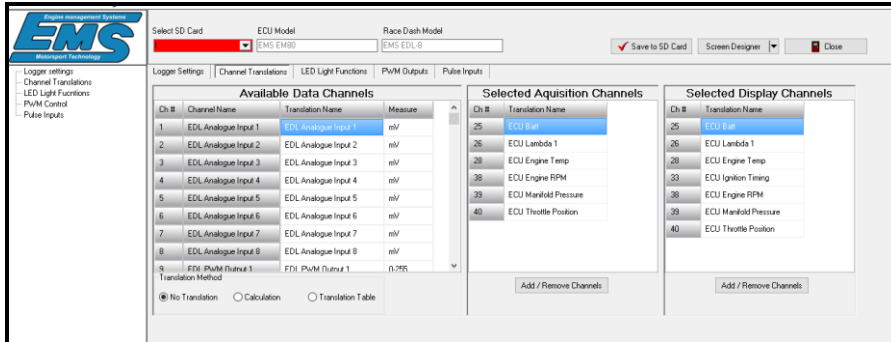 Engine management Systems
EMS
Motorsport Technology
Select SD Card
ECU Model
Race Dash Model
EMS EM80
EMS EDL-8
Save to SD Card
Screen Designer
Close
Logger settings
Channel Translations
LED Light Fucntions
PWM Control
Pulse Inputs
Logger Settings
Channel Translations
LED Light Functions
PWM Outputs
Pulse Inputs
Available Data Channels
Ch # Channel Name Translation Name Measure
1 EDL Analogue Input 1 EDL Analogue Input 1 mV
2 EDL Analogue Input 2 EDL Analogue Input 2 mV
3 EDL Analogue Input 3 EDL Analogue Input 3 mV
4 EDL Analogue Input 4 EDL Analogue Input 4 mV
5 EDL Analogue Input 5 EDL Analogue Input 5 mV
6 EDL Analogue Input 6 EDL Analogue Input 6 mV
7 EDL Analogue Input 7 EDL Analogue Input 7 mV
8 EDL Analogue Input 8 EDL Analogue Input 8 mV
9 EDL PWM Output 1 EDL PWM Output 1 0-255
Translation Method
No Translation
Calculation
Translation Table
Selected Aquisition Channels
Ch # Translation Name
25 ECU Batt
26 ECU Lambda 1
28 ECU Engine Temp
38 ECU Engine RPM
39 ECU Manifold Pressure
40 ECU Throttle Position
Add / Remove Channels
Selected Display Channels
Ch # Translation Name
25 ECU Batt
26 ECU Lambda 1
28 ECU Engine Temp
33 ECU Ignition Timing
38 ECU Engine RPM
39 ECU Manifold Pressure
40 ECU Throttle Position
Add / Remove Channels